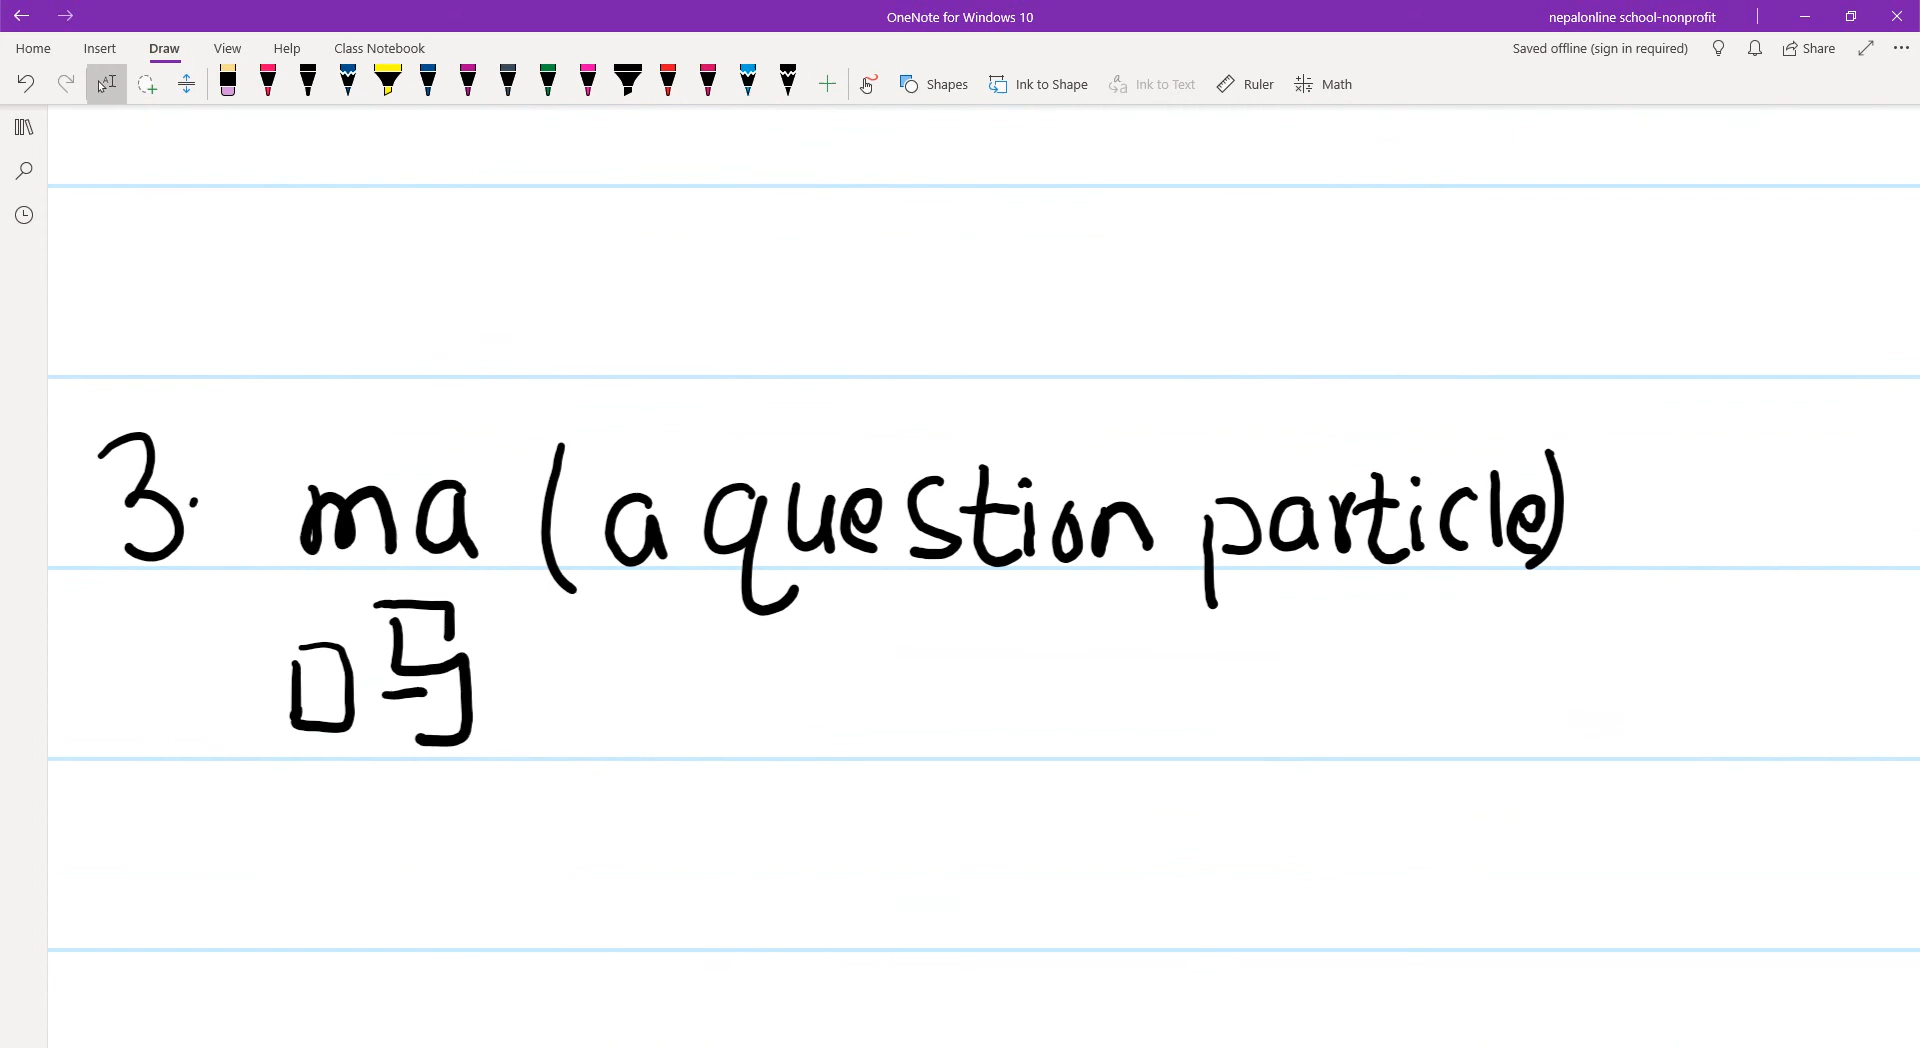 OneNote for Windows 10
nepalonline school-nonprofit
Home Insert Draw View Help Class Notebook
Saved offline (sign in required) Share
Shapes Ink to Shape Ink to Text Ruler Math
3. ma (a question particle)
吗